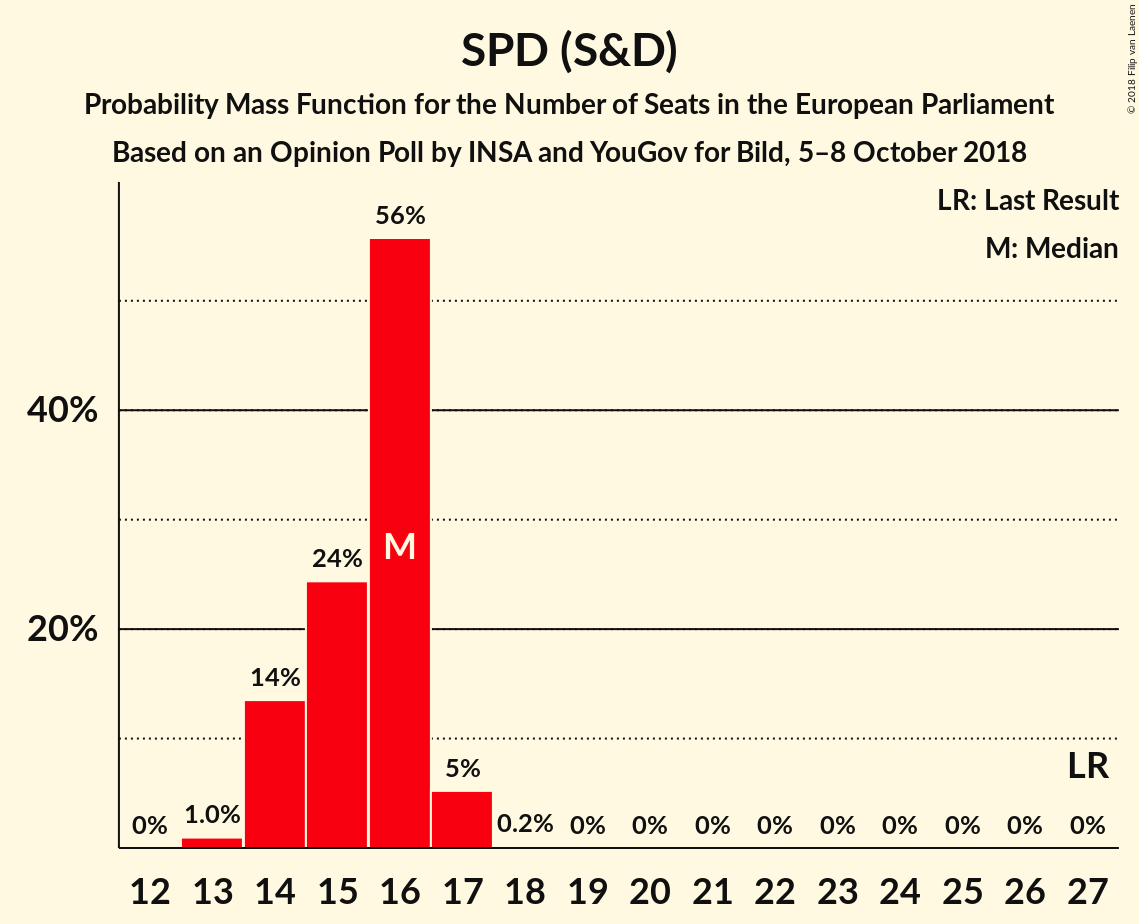 SPD (S&D)
Probability Mass Function for the Number of Seats in the European Parliament
Based on an Opinion Poll by INSA and YouGov for Bild, 5–8 October 2018
© 2018 Filip van Laenen
LR: Last Result
M: Median
56%
40%
M
24%
20%
14%
LR
5%
0% 1.0% 0.2% 0% 0% 0% 0% 0% 0% 0% 0% 0%
12 13 14 15 16 17 18 19 20 21 22 23 24 25 26 27